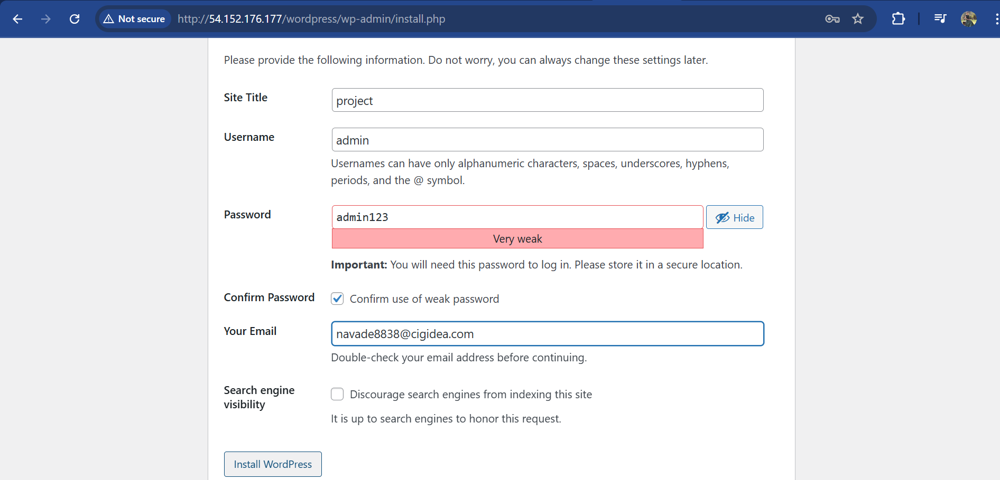 Not secure http://54.152.176.177/wordpress/wp-admin/install.php
Please provide the following information. Do not worry, you can always change these settings later.
Site Title
project
Username
admin
Usernames can have only alphanumeric characters, spaces, underscores, hyphens,
periods, and the @ symbol.
Password
admin123
Hide
Very weak
Important: You will need this password to log in. Please store it in a secure location.
Confirm Password
Confirm use of weak password
Your Email
navade8838@cigidea.com
Double-check your email address before continuing.
Search engine
visibility
Discourage search engines from indexing this site
It is up to search engines to honor this request.
Install WordPress